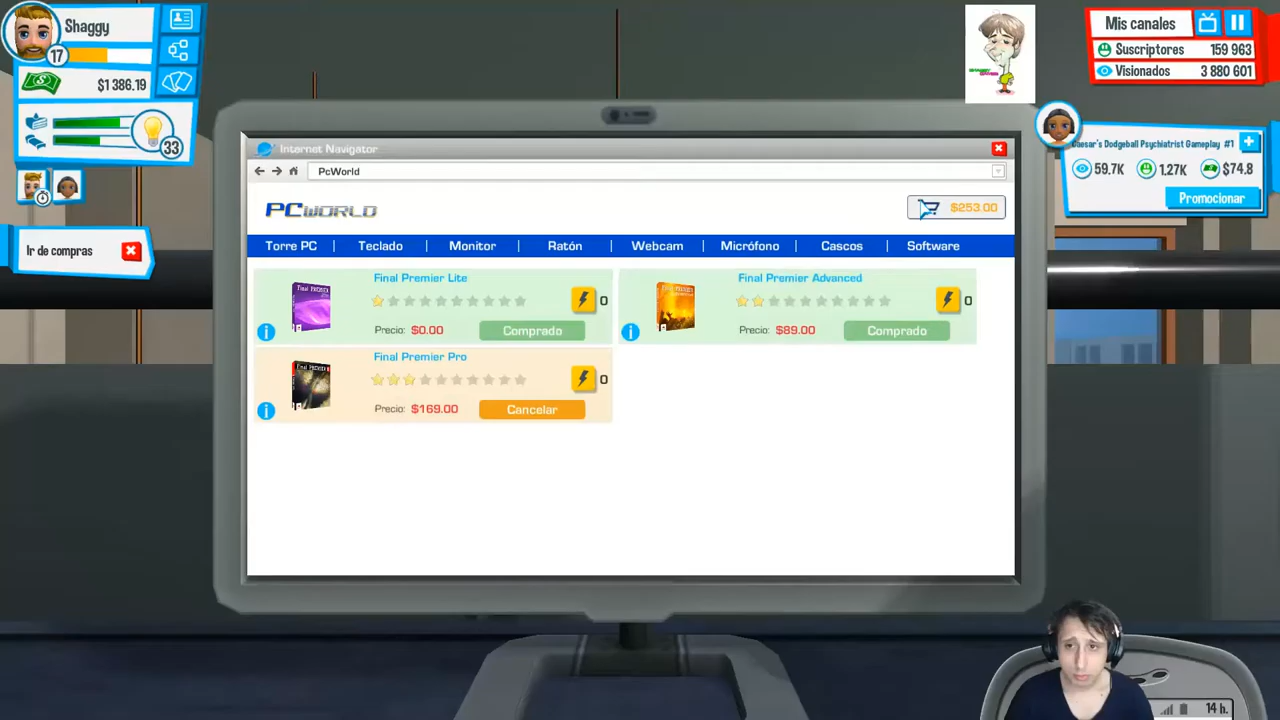 Shaggy
17
$1 386.19
33
Ir de compras
Mis canales
Suscriptores 159 963
Visionados 3 880 601
Caesar's Dodgeball Psychiatrist Gameplay #1
59.7K 1.27K $74.8
Promocionar
Internet Navigator
PcWorld
PCWORLD
$253.00
Torre PC | Teclado | Monitor | Ratón | Webcam | Micrófono | Cascos | Software
Final Premier Lite
0
Precio: $0.00 Comprado
Final Premier Advanced
0
Precio: $89.00 Comprado
Final Premier Pro
0
Precio: $169.00 Cancelar
14 h.